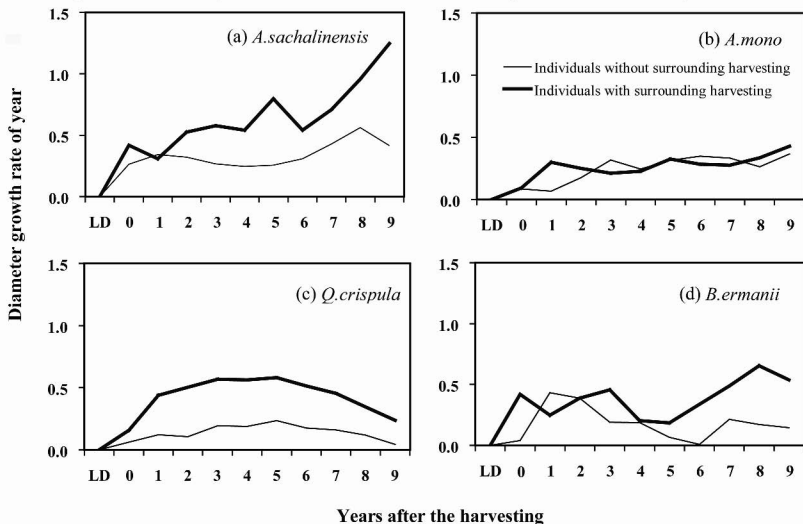 Diameter growth rate of year
(a) A.sachalinensis
1.5
1.0
0.5
0.0
LD 0 1 2 3 4 5 6 7 8 9
(b) A.mono
Individuals without surrounding harvesting
Individuals with surrounding harvesting
1.5
1.0
0.5
0.0
LD 0 1 2 3 4 5 6 7 8 9
(c) Q.crispula
1.5
1.0
0.5
0.0
LD 0 1 2 3 4 5 6 7 8 9
(d) B.ermanii
1.5
1.0
0.5
0.0
LD 0 1 2 3 4 5 6 7 8 9
Years after the harvesting